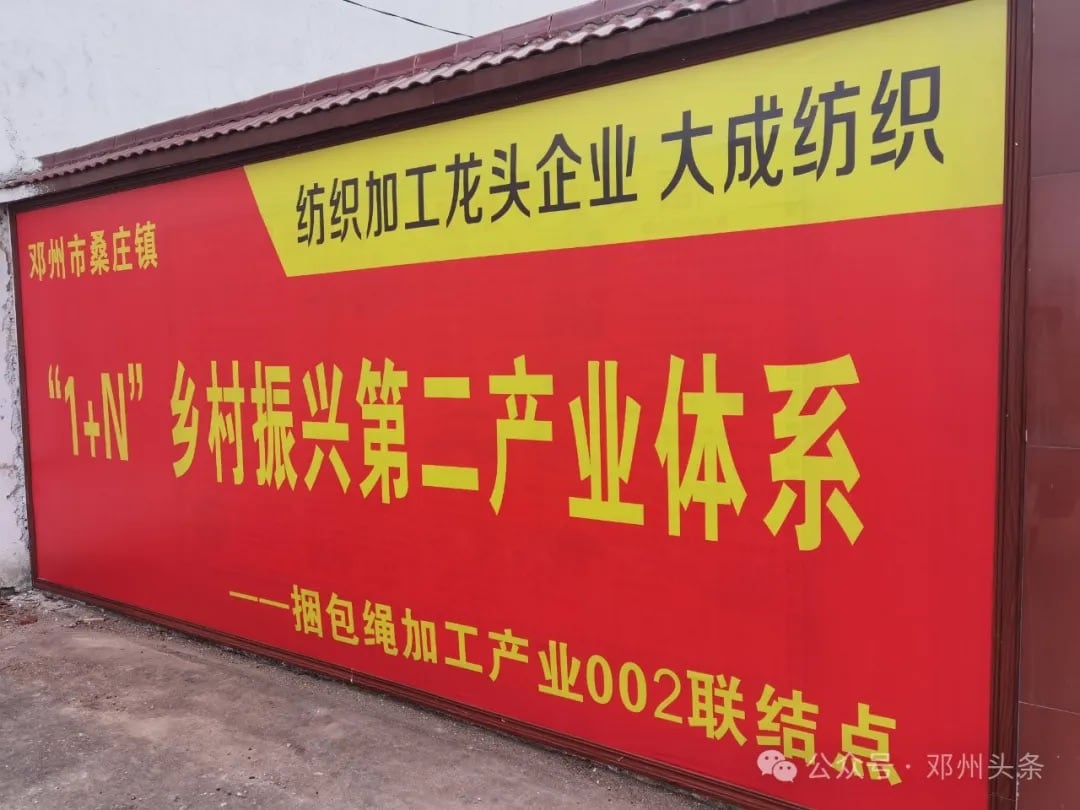 纺织加工龙头企业 大成纺织
邓州市桑庄镇
“1+N”乡村振兴第二产业体系
——捆包绳加工产业002联结点
公众号·邓州头条